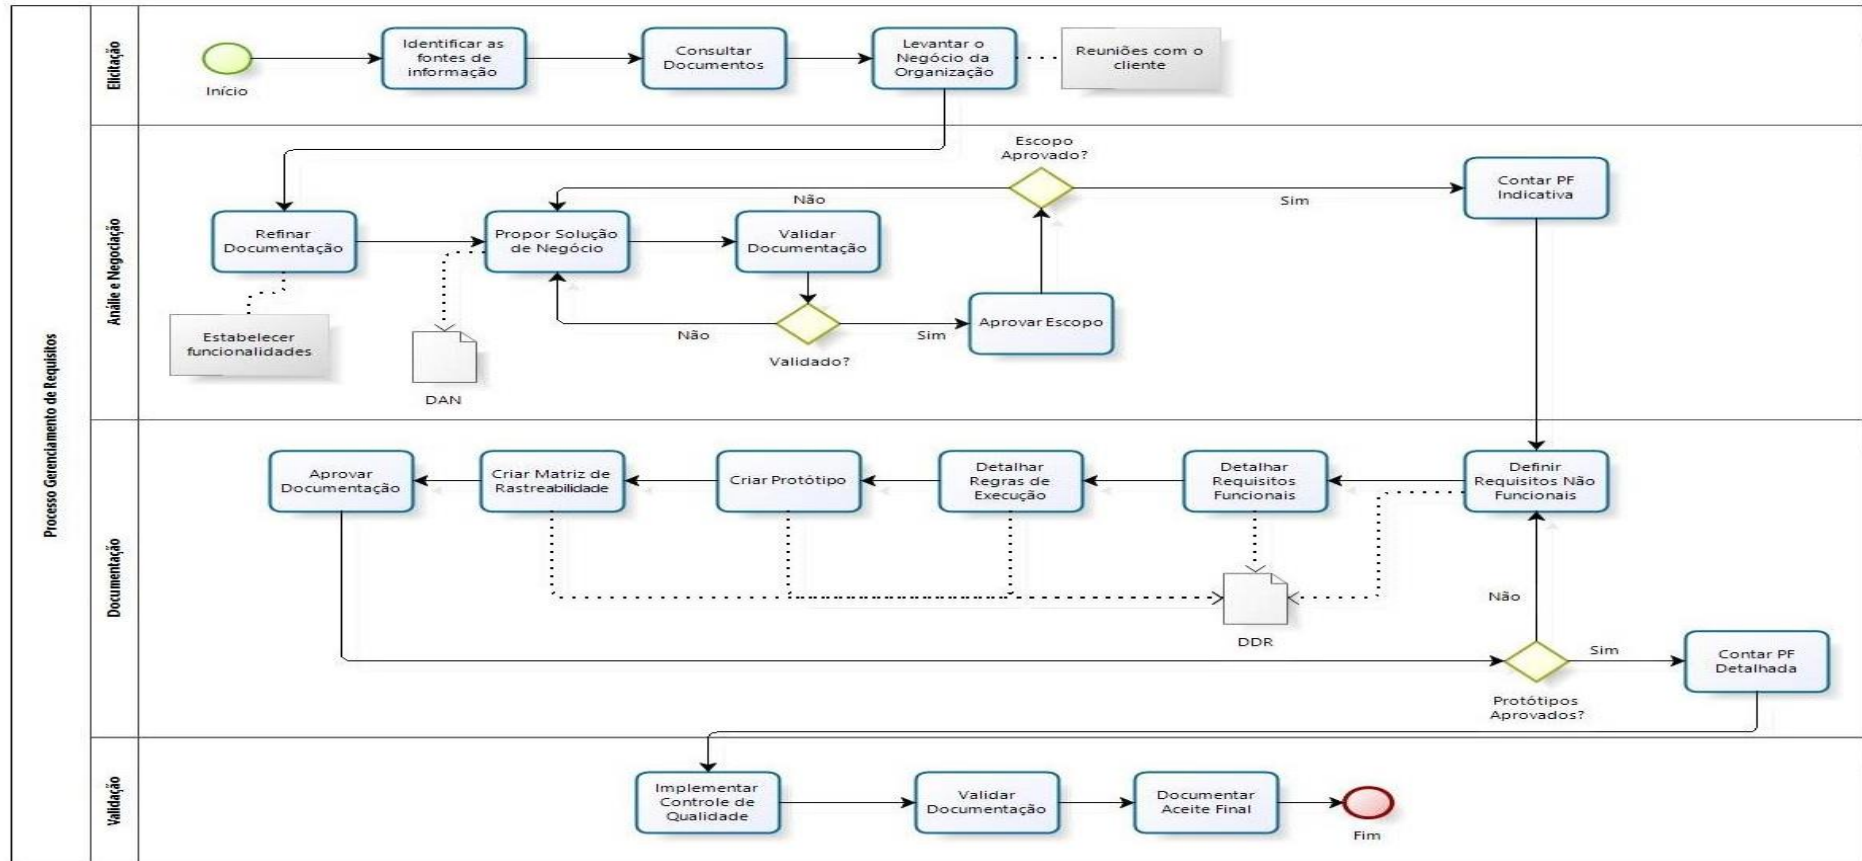 Processo Gerenciamento de Requisitos
Elicitação
Início
Identificar as
fontes de
informação
Consultar
Documentos
Levantar o
Negócio da
Organização
Reuniões com o
cliente
Análie e Negociação
Escopo
Aprovado?
Não
Sim
Contar PF
Indicativa
Refinar
Documentação
Propor Solução
de Negócio
Validar
Documentação
Estabelecer
funcionalidades
DAN
Não
Validado?
Sim
Aprovar Escopo
Documentação
Aprovar
Documentação
Criar Matriz de
Rastreabilidade
Criar Protótipo
Detalhar
Regras de
Execução
Detalhar
Requisitos
Funcionais
Definir
Requisitos Não
Funcionais
DDR
Não
Sim
Protótipos
Aprovados?
Contar PF
Detalhada
Validação
Implementar
Controle de
Qualidade
Validar
Documentação
Documentar
Aceite Final
Fim